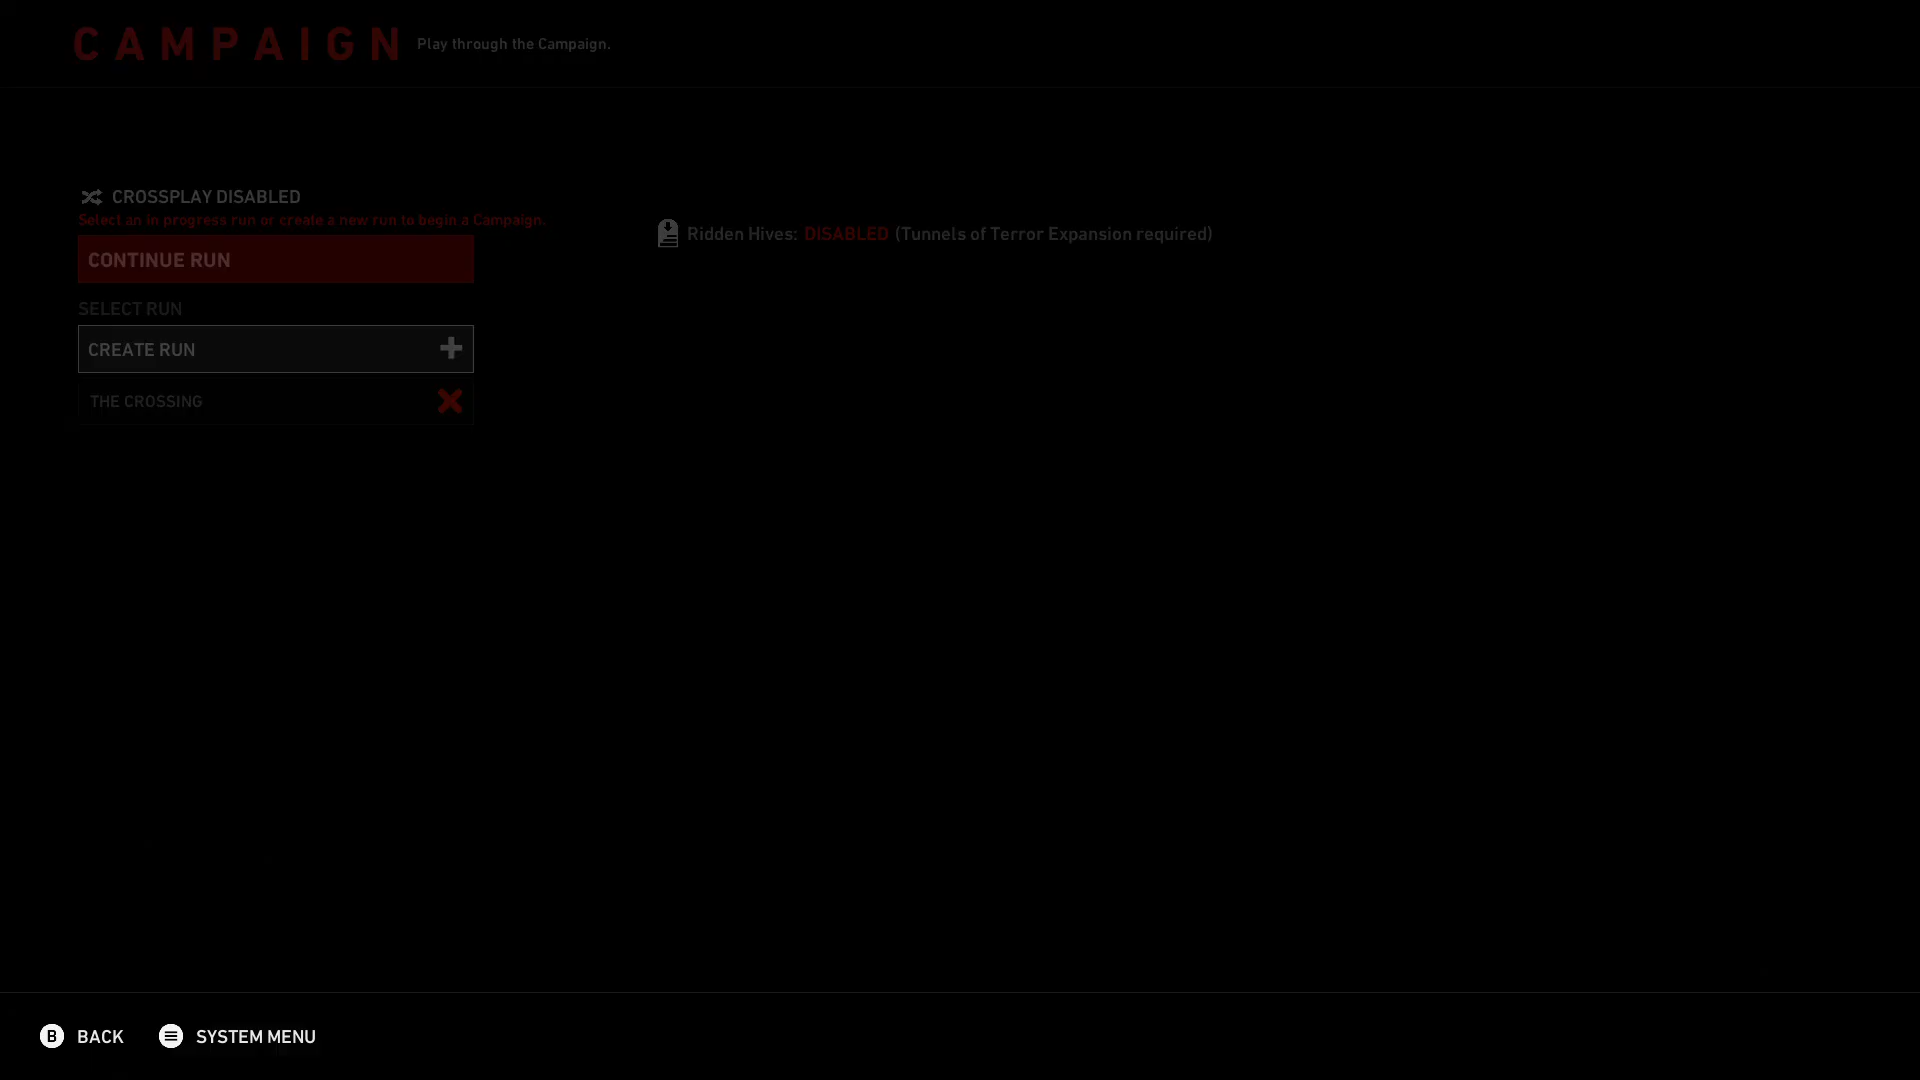 CAMPAIGN Play through the Campaign.
CROSSPLAY DISABLED
Select an in progress run or create a new run to begin a Campaign.
Ridden Hives: DISABLED (Tunnels of Terror Expansion required)
CONTINUE RUN
SELECT RUN
CREATE RUN
THE CROSSING
B BACK SYSTEM MENU